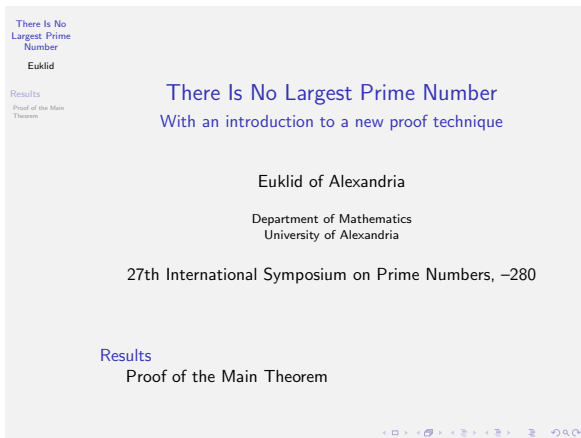 There Is No
Largest Prime
Number
Euklid
Results
Proof of the Main
Theorem
There Is No Largest Prime Number
With an introduction to a new proof technique
Euklid of Alexandria
Department of Mathematics
University of Alexandria
27th International Symposium on Prime Numbers, –280
Results
Proof of the Main Theorem